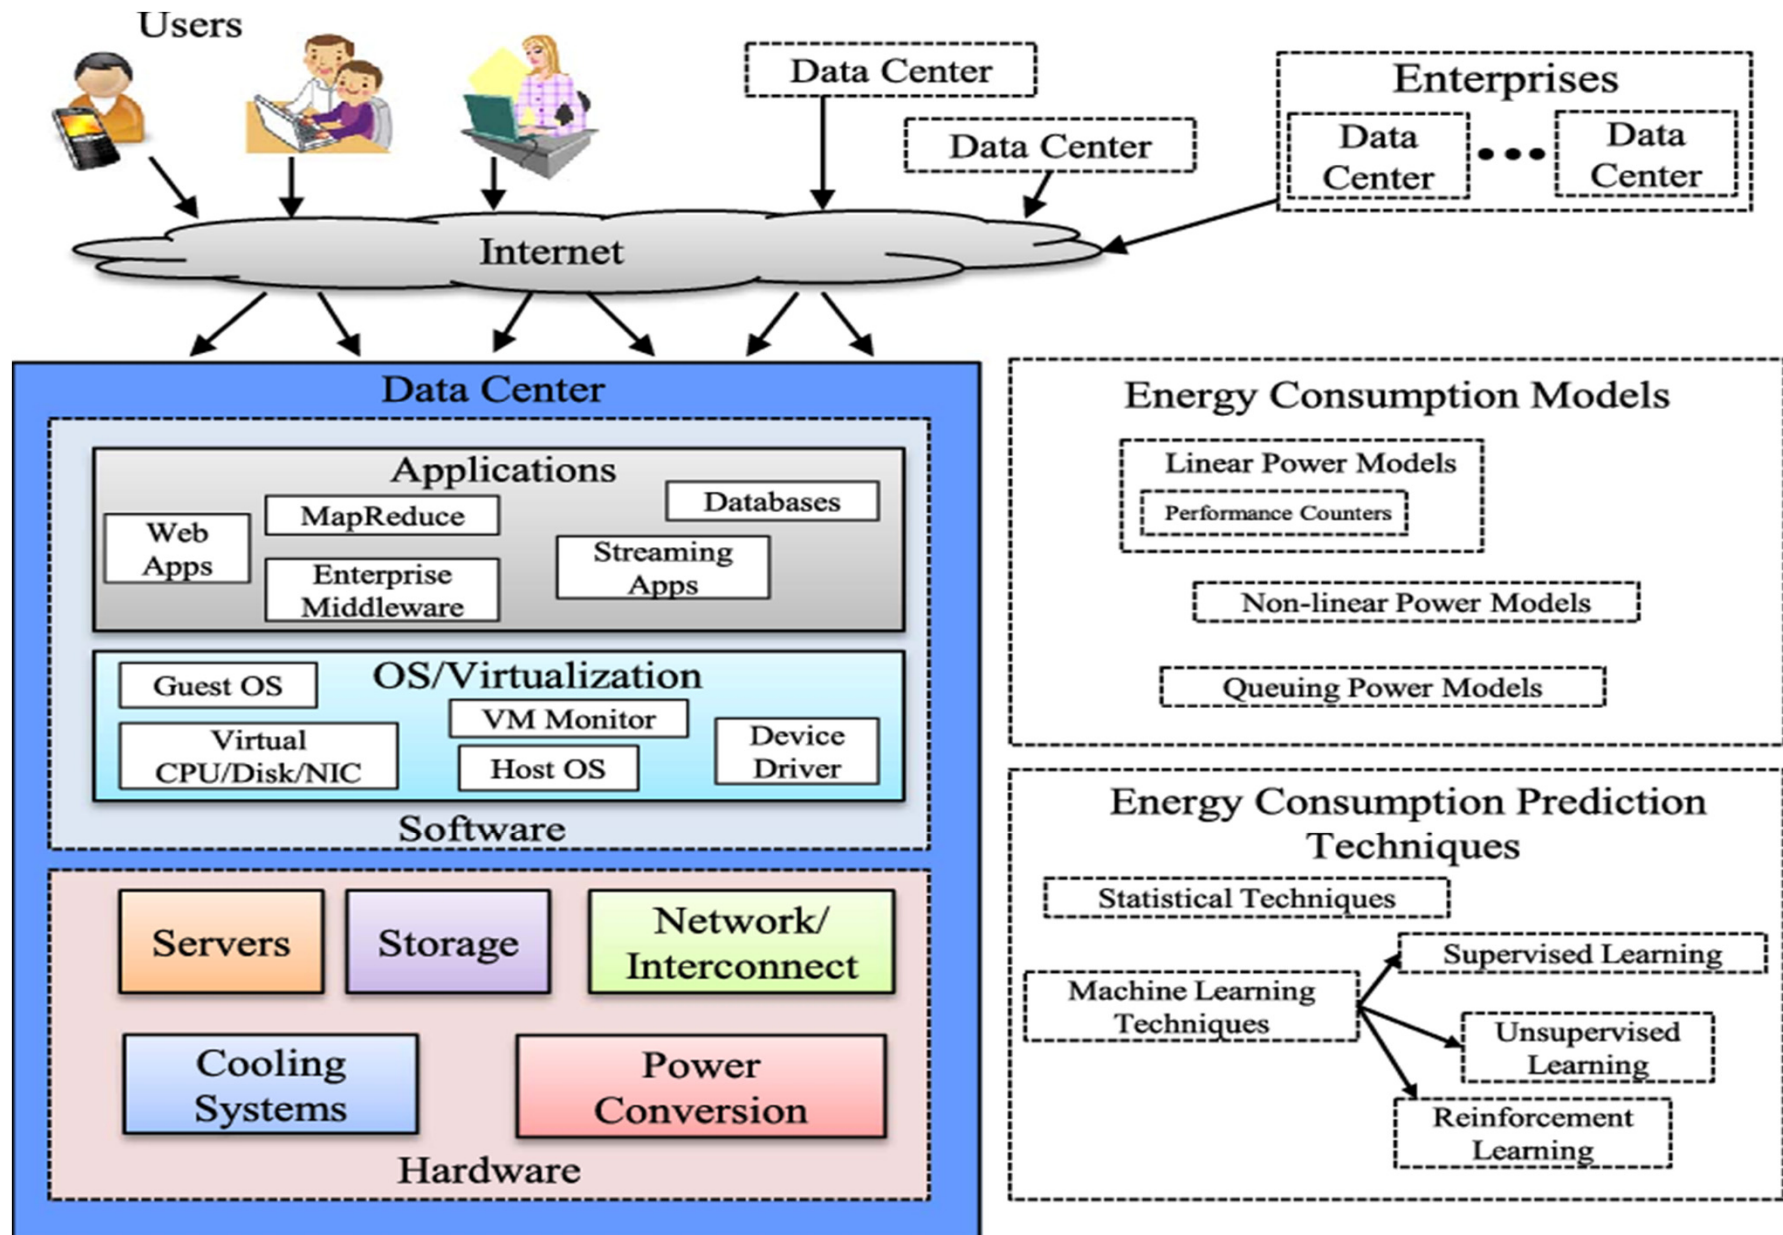 Users
Data Center
Data Center
Enterprises
Data
Center
Data
Center
Internet
Data Center
Applications
Web
Apps
MapReduce
Enterprise
Middleware
Databases
Streaming
Apps
OS/Virtualization
Guest OS
Virtual
CPU/Disk/NIC
VM Monitor
Host OS
Device
Driver
Software
Servers
Storage
Network/
Interconnect
Cooling
Systems
Power
Conversion
Hardware
Energy Consumption Models
Linear Power Models
Performance Counters
Non-linear Power Models
Queuing Power Models
Energy Consumption Prediction
Techniques
Statistical Techniques
Machine Learning
Techniques
Supervised Learning
Unsupervised
Learning
Reinforcement
Learning